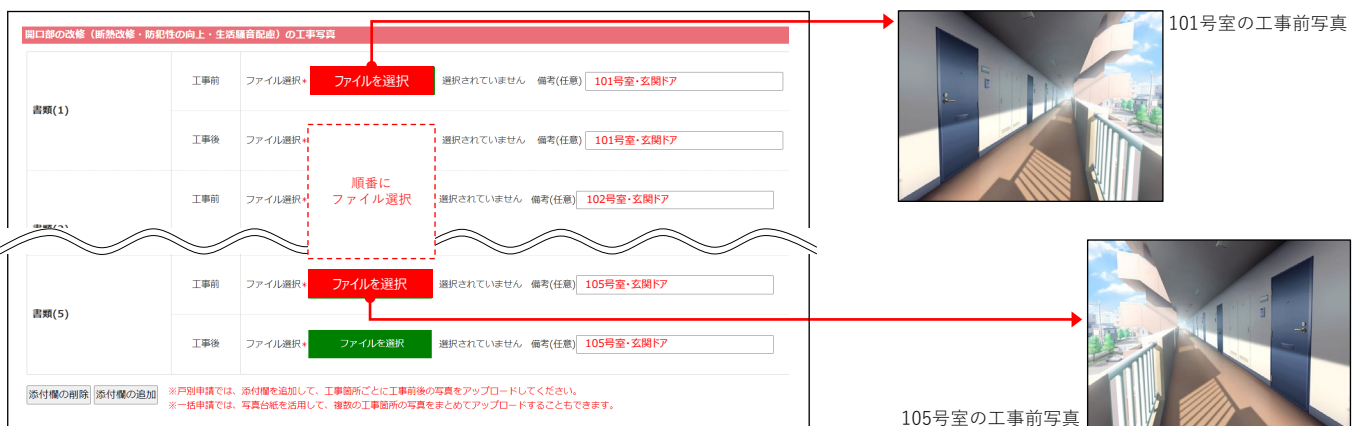 開口部の改修（断熱改修・防犯性の向上・生活騒音配慮）の工事写真
101号室の工事前写真
書類(1)
工事前 ファイル選択* ファイルを選択 選択されていません 備考(任意) 101号室・玄関ドア
工事後 ファイル選択* 選択されていません 備考(任意) 101号室・玄関ドア
順番に
ファイル選択
工事前 ファイル選択* 選択されていません 備考(任意) 102号室・玄関ドア
書類(5)
工事前 ファイル選択* ファイルを選択 選択されていません 備考(任意) 105号室・玄関ドア
工事後 ファイル選択* ファイルを選択 選択されていません 備考(任意) 105号室・玄関ドア
添付欄の削除 添付欄の追加
※戸別申請では、添付欄を追加して、工事箇所ごとに工事前後の写真をアップロードしてください。
※一括申請では、写真台紙を活用して、複数の工事箇所の写真をまとめてアップロードすることもできます。
105号室の工事前写真